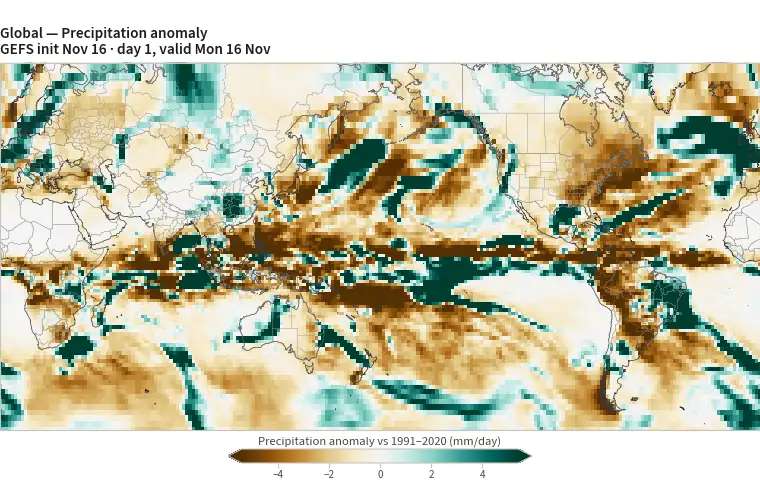 Global — Precipitation anomaly
GEFS init Nov 16 · day 1, valid Mon 16 Nov
Precipitation anomaly vs 1991–2020 (mm/day)
−4 −2 0 2 4